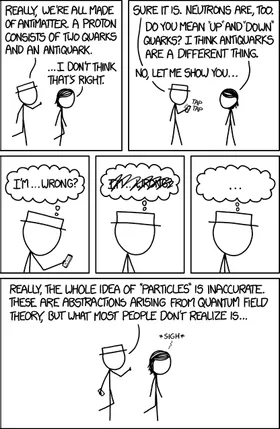 REALLY, WE'RE ALL MADE
OF ANTIMATTER. A PROTON
CONSISTS OF TWO QUARKS
AND AN ANTIQUARK.
...I DON'T THINK
THAT'S RIGHT.
SURE IT IS. NEUTRONS ARE, TOO.
DO YOU MEAN "UP" AND "DOWN"
QUARKS? I THINK ANTIQUARKS
ARE A DIFFERENT THING.
NO, LET ME SHOW YOU...
TAP
TAP
I'M...WRONG?
I'M...WRONG?
...
REALLY, THE WHOLE IDEA OF "PARTICLES" IS INACCURATE.
THESE ARE ABSTRACTIONS ARISING FROM QUANTUM FIELD
THEORY, BUT WHAT MOST PEOPLE DON'T REALIZE IS...
*SIGH*